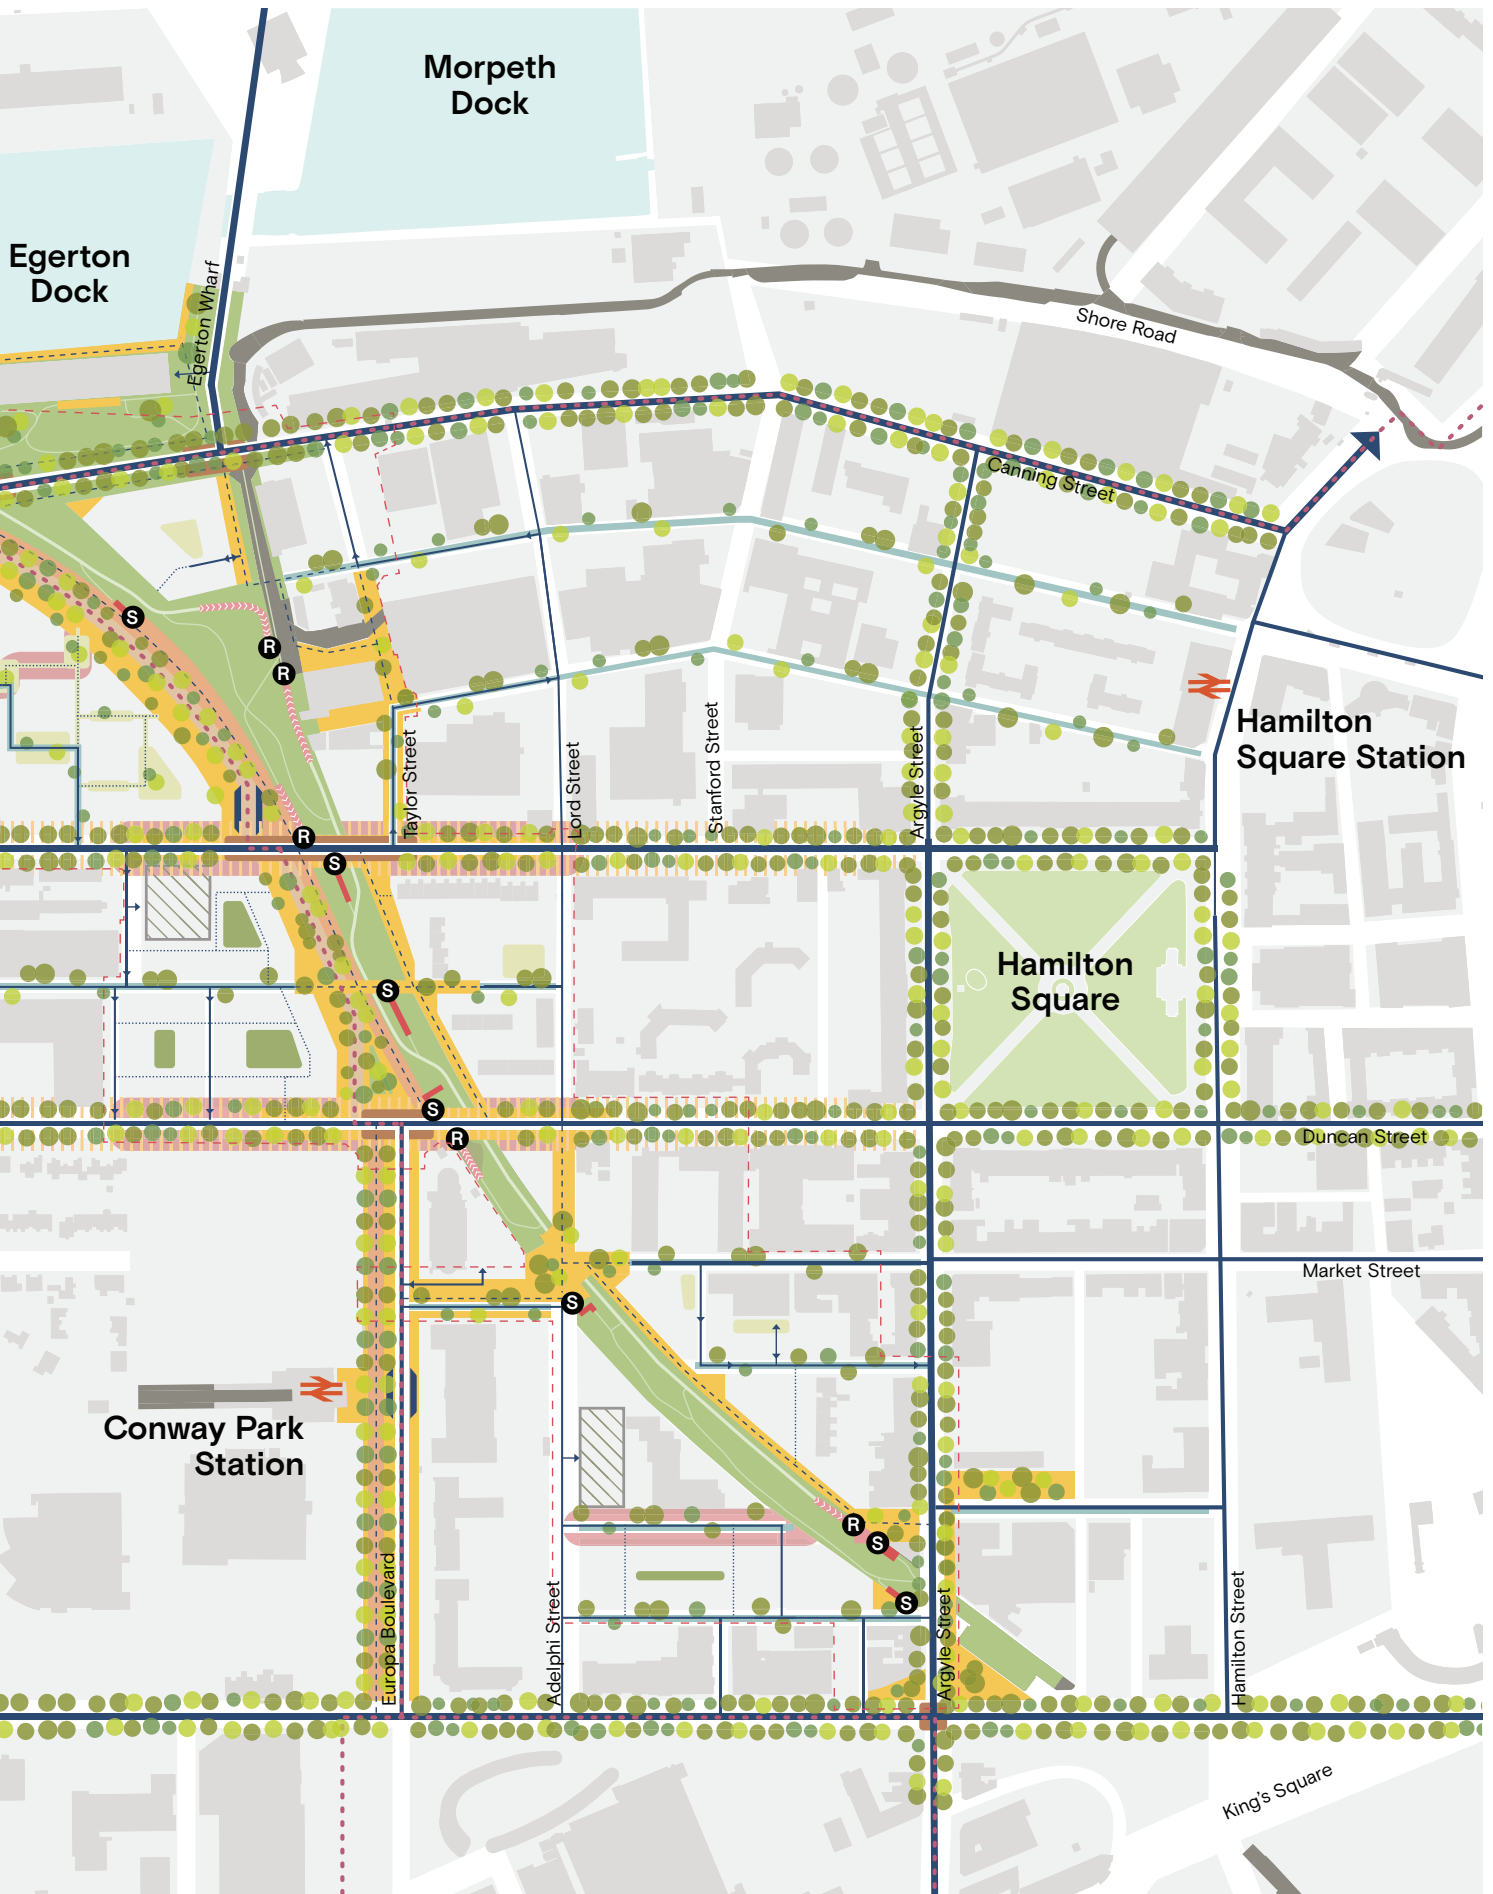 Morpeth
Dock
Egerton
Dock
Egerton Wharf
Shore Road
Canning Street
S
R
R
Hamilton
Square Station
Taylor Street
Lord Street
Stanford Street
Argyle Street
R
S
Hamilton
Square
S
S
R
Duncan Street
Market Street
S
Conway Park
Station
R
S
S
Europa Boulevard
Adelphi Street
Argyle Street
Hamilton Street
King's Square